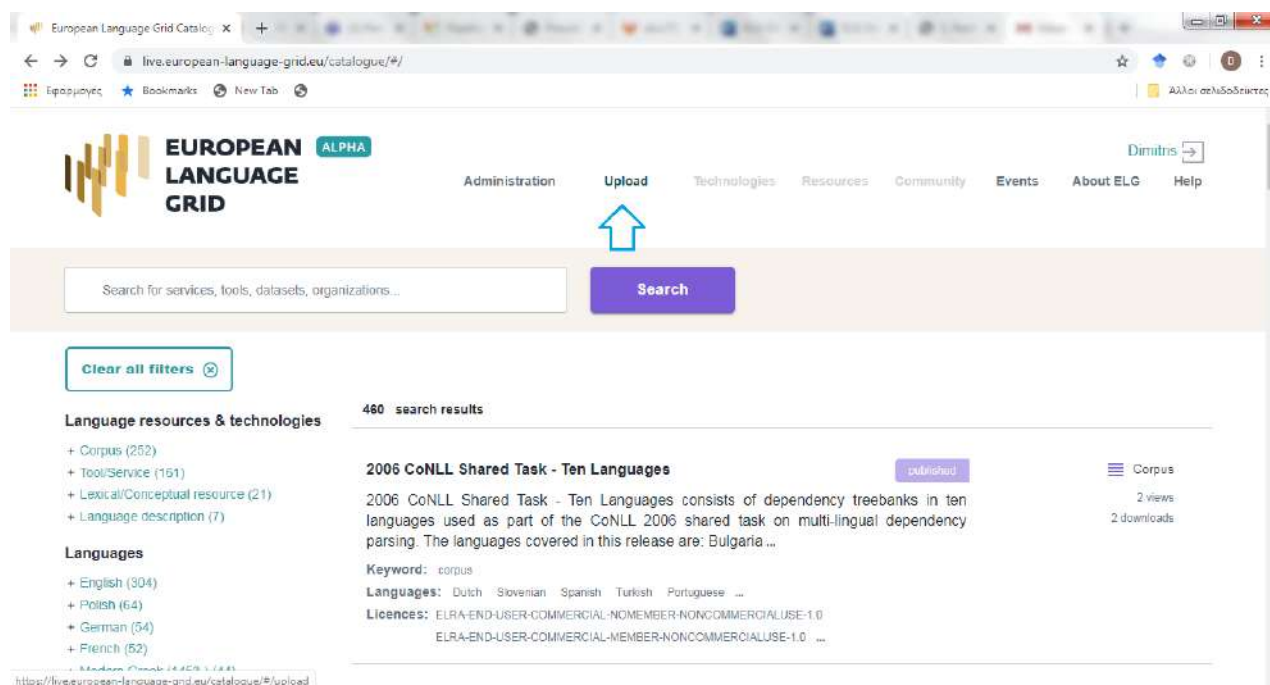 European Language Grid Catalog
live.european-language-grid.eu/catalogue/#/
Εφαρμογές Bookmarks New Tab Άλλοι σελιδοδείκτες
EUROPEAN LANGUAGE GRID
ALPHA
Dimitris
Administration Upload Technologies Resources Community Events About ELG Help
Search for services, tools, datasets, organizations...
Search
Clear all filters
Language resources & technologies
+ Corpus (252)
+ Tool/Service (161)
+ Lexical/Conceptual resource (21)
+ Language description (7)
Languages
+ English (304)
+ Polish (64)
+ German (54)
+ French (52)
460 search results
2006 CoNLL Shared Task - Ten Languages
published
Corpus
2 views
2 downloads
2006 CoNLL Shared Task - Ten Languages consists of dependency treebanks in ten
languages used as part of the CoNLL 2006 shared task on multi-lingual dependency
parsing. The languages covered in this release are: Bulgaria ...
Keyword: corpus
Languages: Dutch Slovenian Spanish Turkish Portuguese ...
Licences: ELRA-END-USER-COMMERCIAL-NOMEMBER-NONCOMMERCIALUSE-1.0
ELRA-END-USER-COMMERCIAL-MEMBER-NONCOMMERCIALUSE-1.0 ...
https://live.european-language-grid.eu/catalogue/#/upload